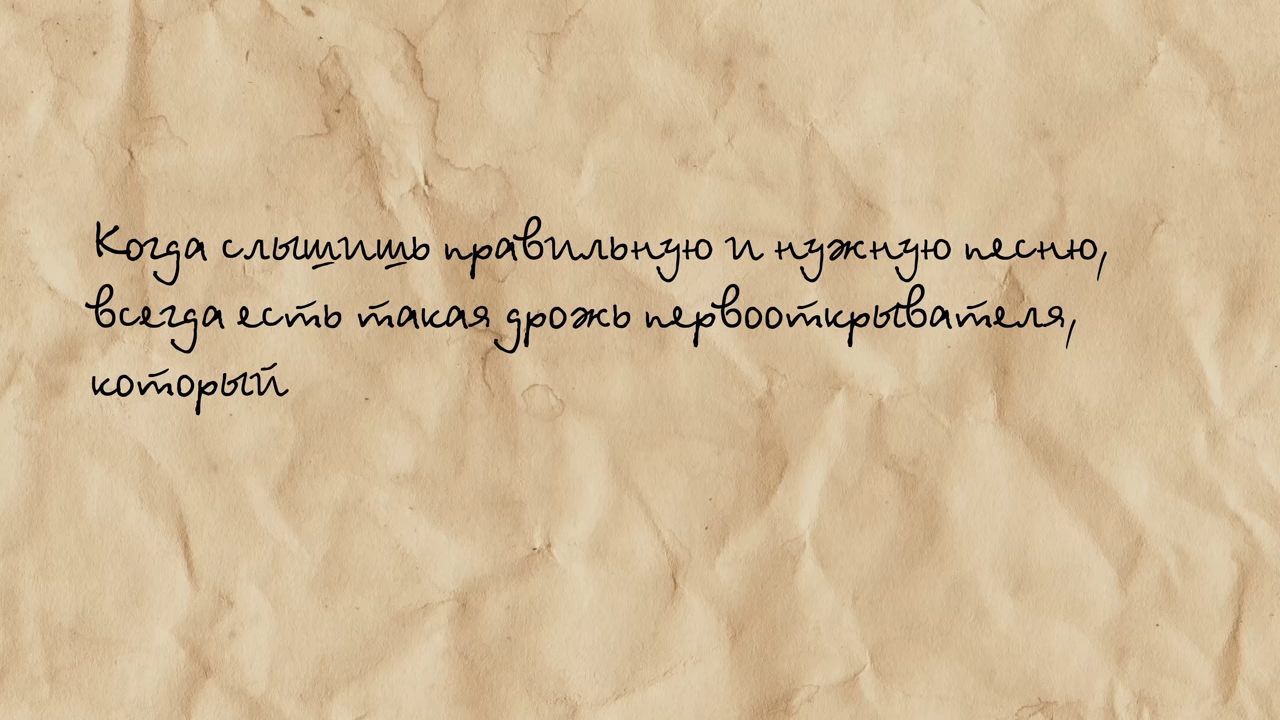 Когда слышишь правильную и нужную песню,
всегда есть такая дрожь первооткрывателя,
который